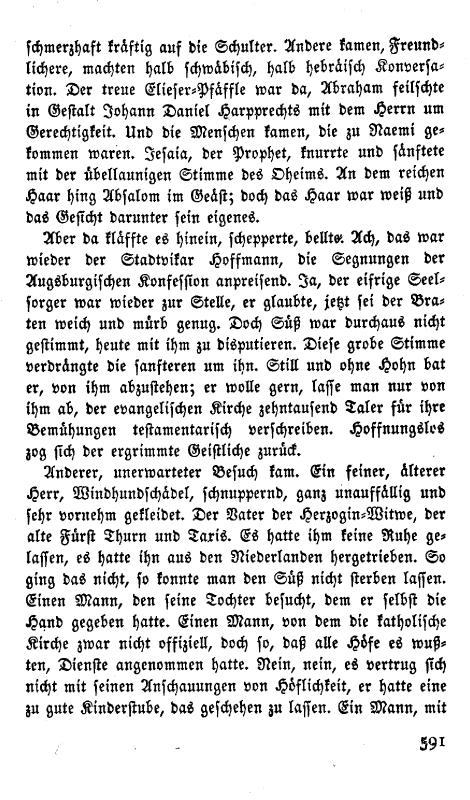 schmerzhaft kräftig auf die Schulter. Andere kamen, Freund-
lichere, machten halb schwäbisch, halb hebräisch Konversa-
tion. Der treue Elieser-Pfäffle war da, Abraham feilschte
in Gestalt Johann Daniel Harpprechts mit dem Herrn um
Gerechtigkeit. Und die Menschen kamen, die zu Naemi ge-
kommen waren. Jesaia, der Prophet, knurrte und sänftete
mit der übellaunigen Stimme des Oheims. An dem reichen
Haar hing Absalom im Geäst; doch das Haar war weiß und
das Gesicht darunter sein eigenes.
Aber da kläffte es hinein, schepperte, bellte. Ach, das war
wieder der Stadtvikar Hoffmann, die Segnungen der
Augsburgischen Konfession anpreisend. Ja, der eifrige Seel-
sorger war wieder zur Stelle, er glaubte, jetzt sei der Bra-
ten weich und mürb genug. Doch Süß war durchaus nicht
gestimmt, heute mit ihm zu disputieren. Diese grobe Stimme
verdrängte die sanfteren um ihn. Still und ohne Hohn bat
er, von ihm abzustehen; er wolle gern, lasse man nur von
ihm ab, der evangelischen Kirche zehntausend Taler für ihre
Bemühungen testamentarisch verschreiben. Hoffnungslos
zog sich der ergrimmte Geistliche zurück.
Anderer, unerwarteter Besuch kam. Ein feiner, älterer
Herr, Windhundschädel, schnuppernd, ganz unauffällig und
sehr vornehm gekleidet. Der Vater der Herzogin-Witwe, der
alte Fürst Thurn und Taxis. Es hatte ihm keine Ruhe ge-
lassen, es hatte ihn aus den Niederlanden hergetrieben. So
ging das nicht, so konnte man den Süß nicht sterben lassen.
Einen Mann, den seine Tochter besucht, dem er selbst die
Hand gegeben hatte. Einen Mann, von dem die katholische
Kirche zwar nicht offiziell, doch so, daß alle Höfe es wuß-
ten, Dienste angenommen hatte. Nein, nein, es vertrug sich
nicht mit seinen Anschauungen von Höflichkeit, er hatte eine
zu gute Kinderstube, das geschehen zu lassen. Ein Mann, mit
591